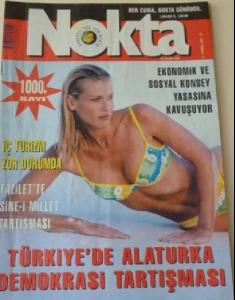 HER CUMA, NOKTA GÜNÜDÜR,
Nokta
1000.
SAYI
EKONOMİK VE
SOSYAL KONSEY
YASASINA
KAVUŞUYOR
İÇ TURİZM
ZOR DURUMDA
FAZİLET'TE
SİNE-İ MİLLET
TARTIŞMASI
TÜRKİYE'DE ALATURKA
DEMOKRASİ TARTIŞMASI